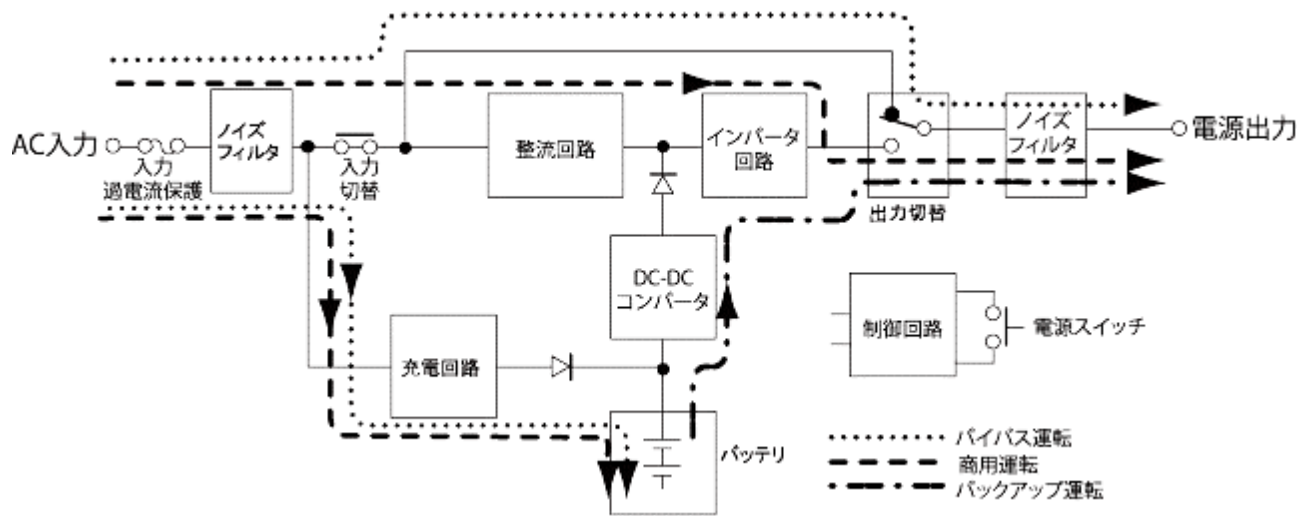 AC入力
入力
過電流保護
ノイズ
フィルタ
入力
切替
整流回路
インバータ
回路
出力切替
ノイズ
フィルタ
電源出力
DC-DC
コンバータ
制御回路
電源スイッチ
充電回路
バッテリ
バイパス運転
商用運転
バックアップ運転